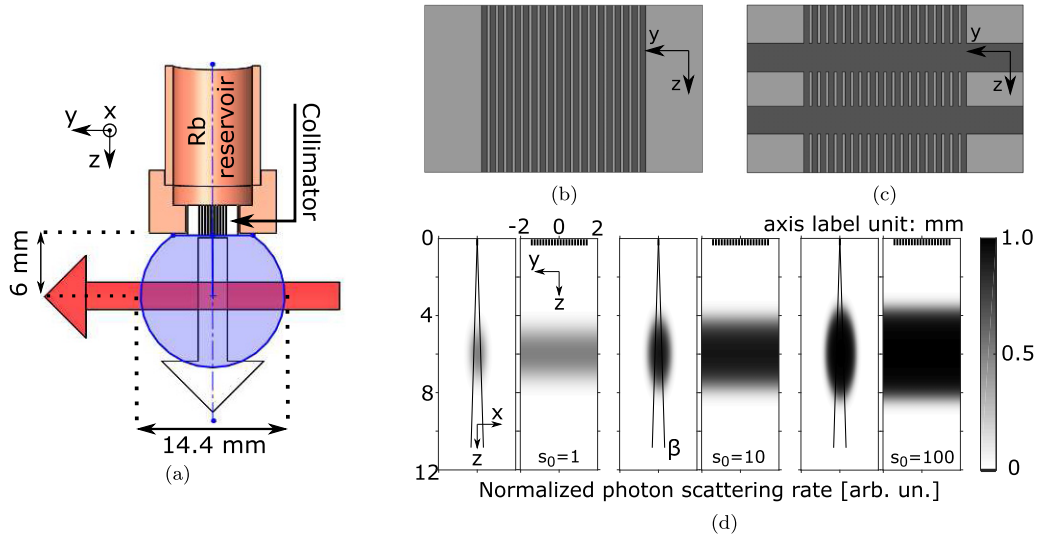 x
y
z
Rb
reservoir
Collimator
6 mm
14.4 mm
(a)
y
z
(b)
y
z
(c)
axis label unit: mm
-2 0 2
0
4
8
12
y
z
x
z
s₀=1
β
s₀=10
s₀=100
1.0
0.5
0
Normalized photon scattering rate [arb. un.]
(d)